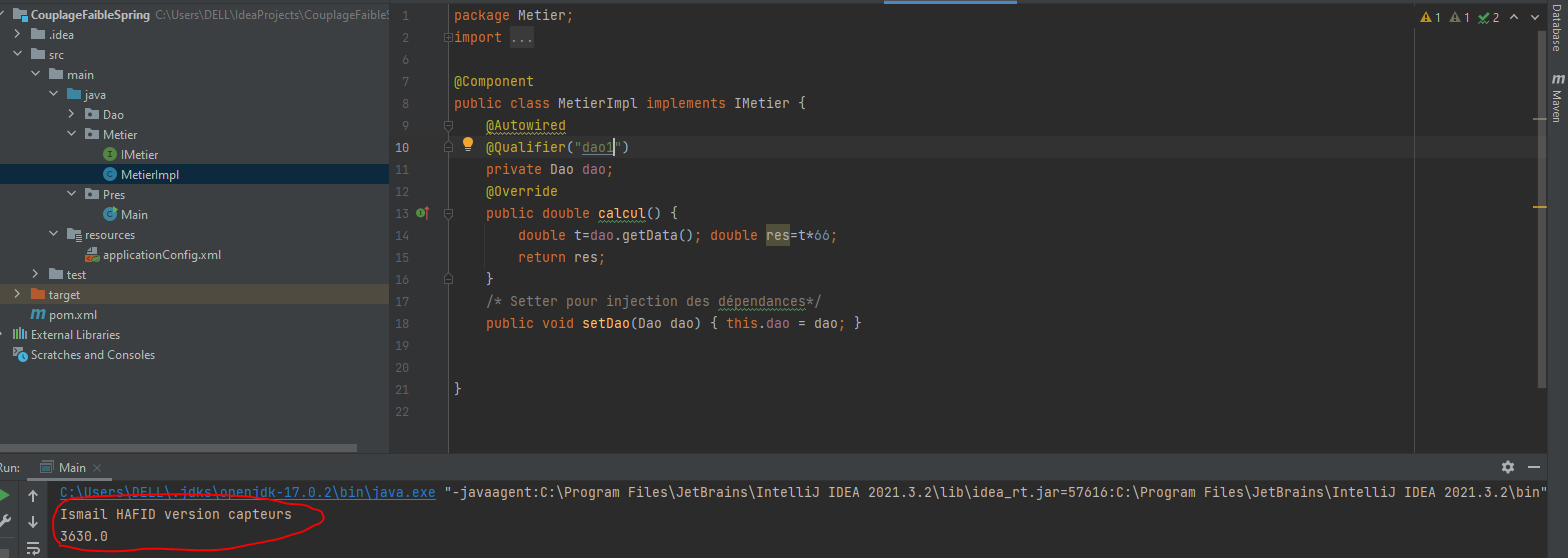 CouplageFaibleSpring C:\Users\DELL\IdeaProjects\CouplageFaibleS
.idea
src
main
java
Dao
Metier
IMetier
MetierImpl
Pres
Main
resources
applicationConfig.xml
test
target
pom.xml
External Libraries
Scratches and Consoles
1 package Metier;
2 import ...
6
7 @Component
8 public class MetierImpl implements IMetier {
9 @Autowired
10 @Qualifier("dao1")
11 private Dao dao;
12 @Override
13 public double calcul() {
14 double t=dao.getData(); double res=t*66;
15 return res;
16 }
17 /* Setter pour injection des dépendances*/
18 public void setDao(Dao dao) { this.dao = dao; }
19
20
21 }
22
1 1 2
Database
Maven
Run: Main
C:\Users\DELL\.jdks\openjdk-17.0.2\bin\java.exe "-javaagent:C:\Program Files\JetBrains\IntelliJ IDEA 2021.3.2\lib\idea_rt.jar=57616:C:\Program Files\JetBrains\IntelliJ IDEA 2021.3.2\bin"
Ismail HAFID version capteurs
3630.0